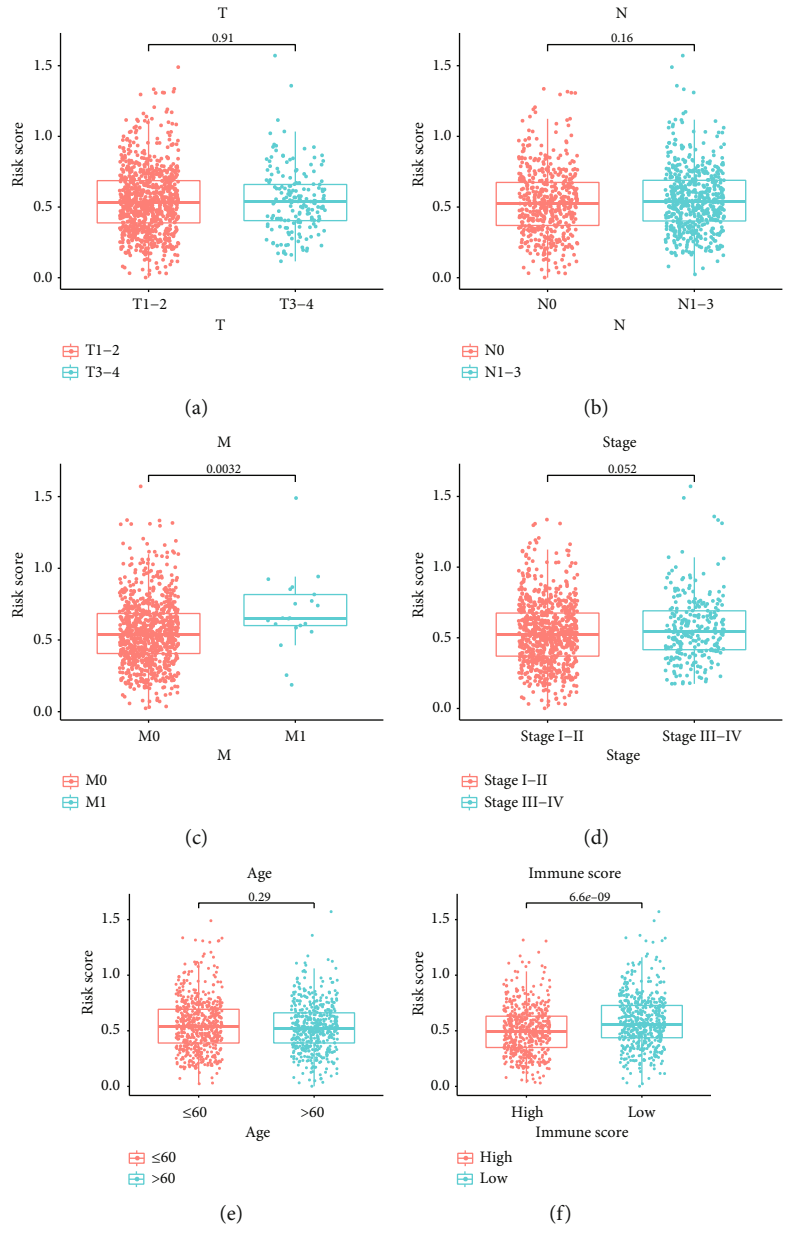 T
0.91
1.5
1.0
0.5
0.0
Risk score
T1–2 T3–4
T
T1–2
T3–4
(a)
N
0.16
1.5
1.0
0.5
0.0
Risk score
N0 N1–3
N
N0
N1–3
(b)
M
0.0032
1.5
1.0
0.5
0.0
Risk score
M0 M1
M
M0
M1
(c)
Stage
0.052
1.5
1.0
0.5
0.0
Risk score
Stage I–II Stage III–IV
Stage
Stage I–II
Stage III–IV
(d)
Age
0.29
1.5
1.0
0.5
0.0
Risk score
≤60 >60
Age
≤60
>60
(e)
Immune score
6.6e–09
1.5
1.0
0.5
0.0
Risk score
High Low
Immune score
High
Low
(f)